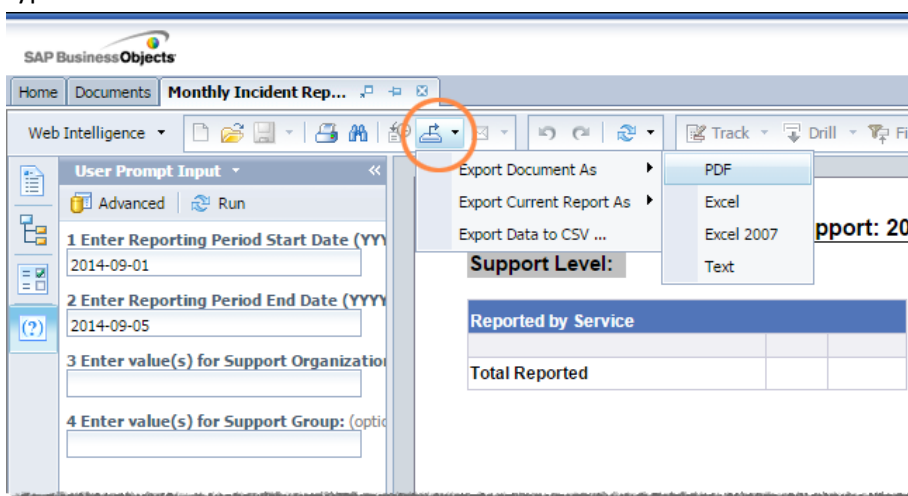 SAP BusinessObjects
Home Documents Monthly Incident Rep...
Web Intelligence Track Drill Fi
User Prompt Input «
Advanced Run
1 Enter Reporting Period Start Date (YYY
2014-09-01
2 Enter Reporting Period End Date (YYYY
2014-09-05
3 Enter value(s) for Support Organization
4 Enter value(s) for Support Group: (optio
Export Document As
Export Current Report As
Export Data to CSV ...
PDF
Excel
Excel 2007
Text
pport: 20
Support Level:
Reported by Service
Total Reported